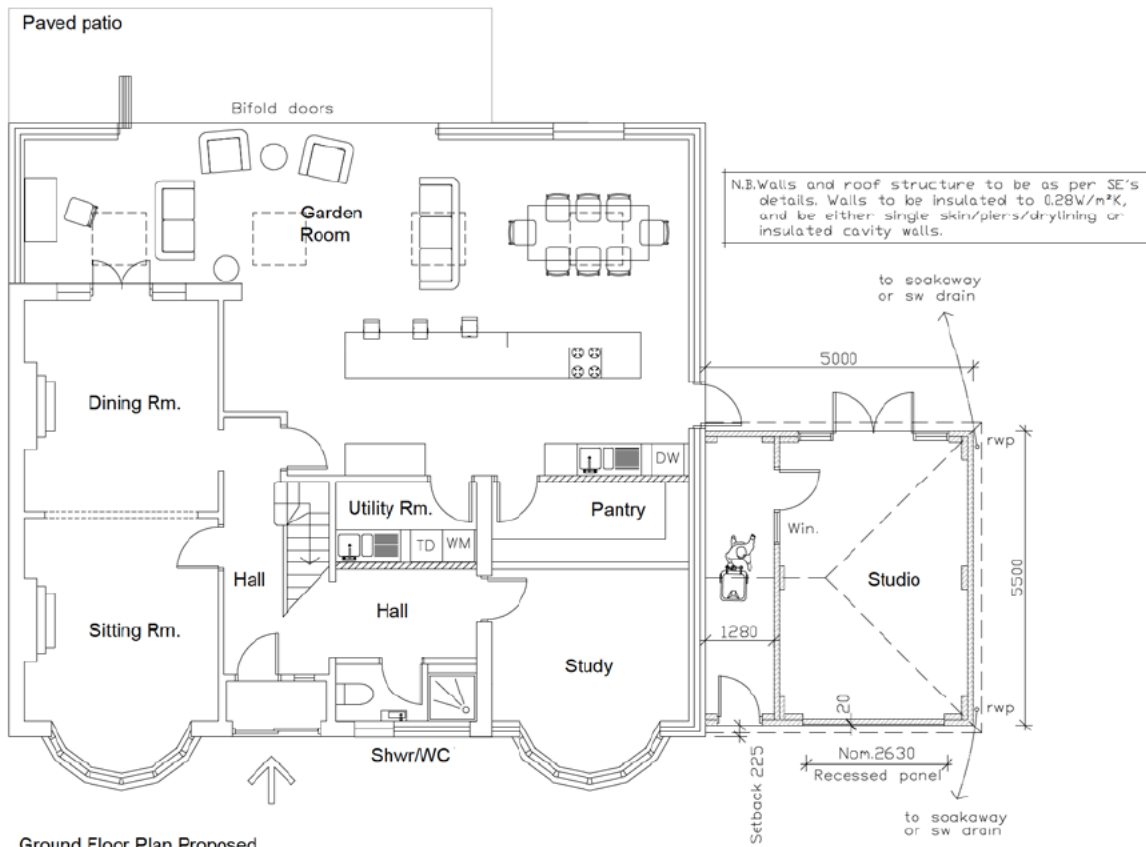 Paved patio
Bifold doors
Garden
Room
N.B.Walls and roof structure to be as per SE's
details. Walls to be insulated to 0.28W/m²K,
and be either single skin/piers/drylining or
insulated cavity walls.
to soakaway
or sw drain
5000
Dining Rm.
rwp
DW
Utility Rm.
Pantry
Win.
TD
WM
Hall
Studio
5500
Hall
Sitting Rm.
1280
Study
20
rwp
Shwr/WC
Nom.2630
Recessed panel
Setback 225
to soakaway
or sw drain
Ground Floor Plan Proposed